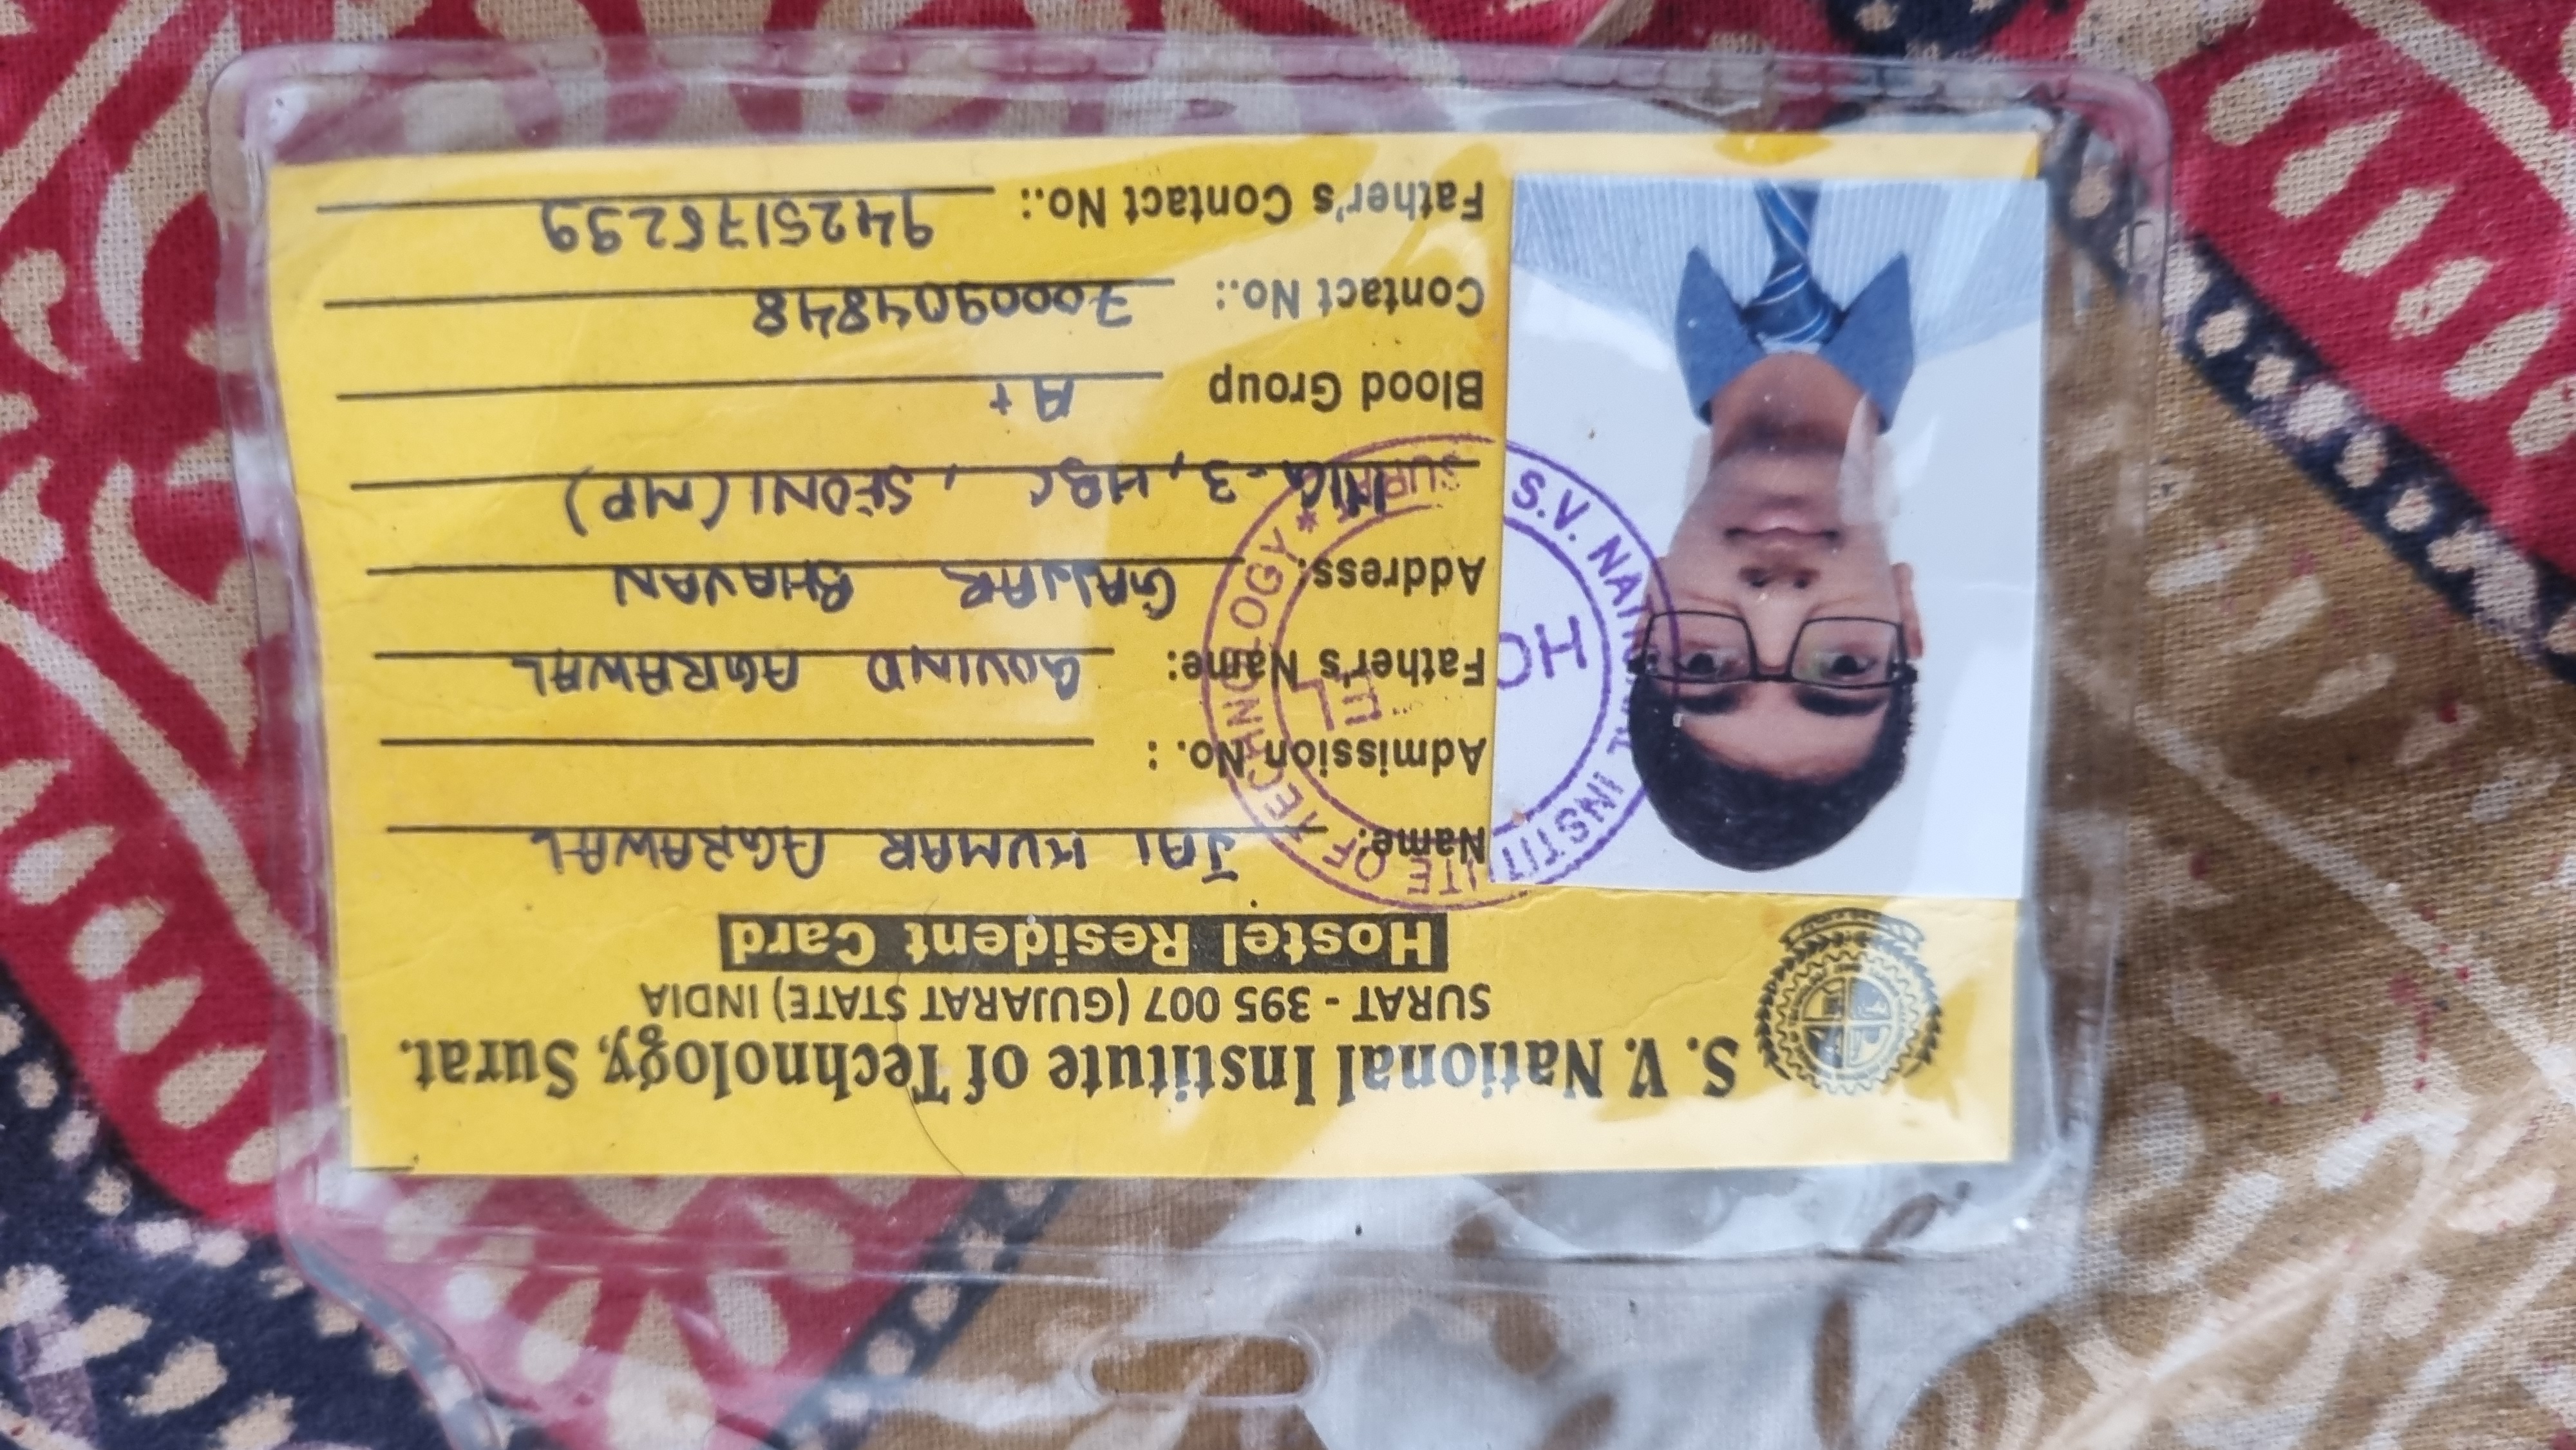 S. V. National Institute of Technology, Surat.
SURAT - 395 007 (GUJARAT STATE) INDIA
Hostel Resident Card
Name: JAI KUMAR AGRAWAL
Admission No. :
Father's Name: GOVIND AGRAWAL
Address: GAJJAR BHAVAN
-3, HBC, SEONI (MP)
Blood Group A+
Contact No.: 7000904848
Father's Contact No.: 9425175299
S.V. NATIONAL INSTITUTE OF TECHNOLOGY * SURAT *
HOSTEL